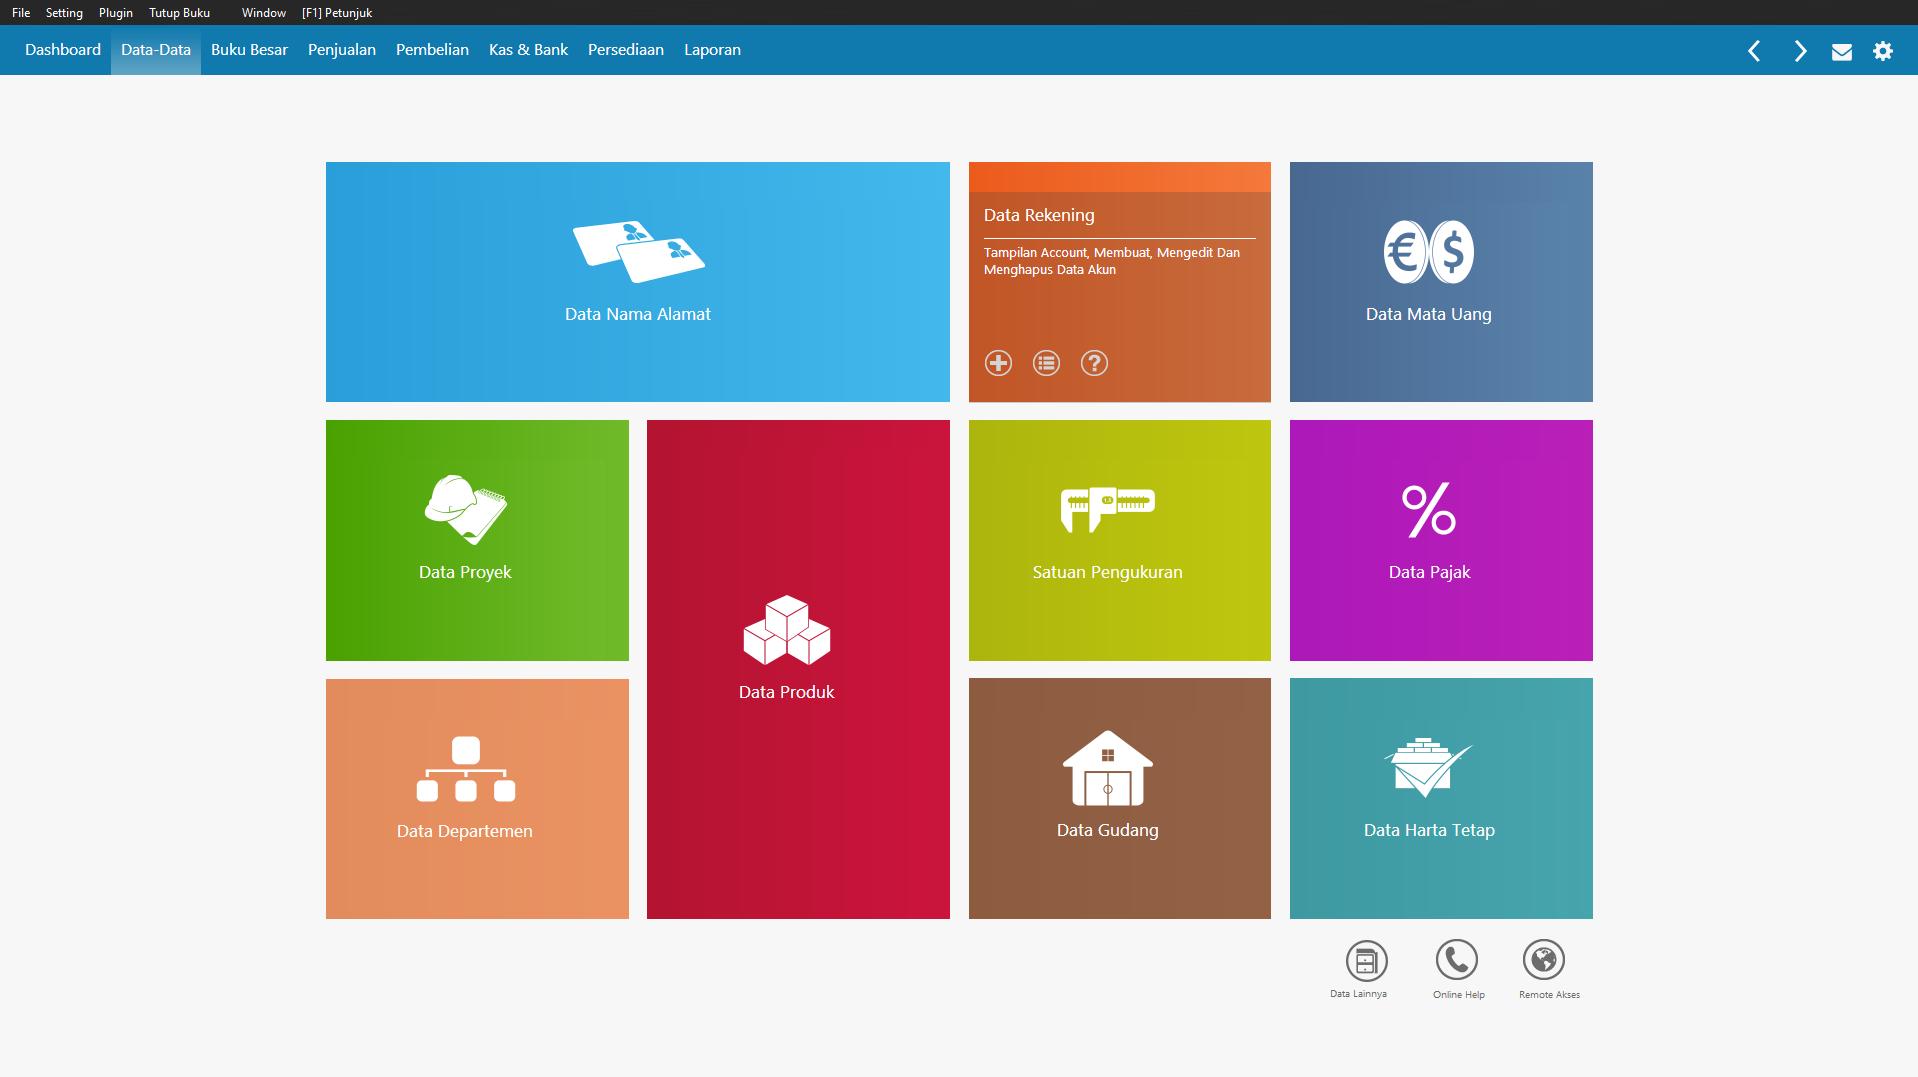 File Setting Plugin Tutup Buku Window [F1] Petunjuk
Dashboard Data-Data Buku Besar Penjualan Pembelian Kas & Bank Persediaan Laporan
Data Nama Alamat
Data Rekening
Tampilan Account, Membuat, Mengedit Dan
Menghapus Data Akun
Data Mata Uang
Data Proyek
Data Produk
Satuan Pengukuran
Data Pajak
Data Departemen
Data Gudang
Data Harta Tetap
Data Lainnya
Online Help
Remote Akses